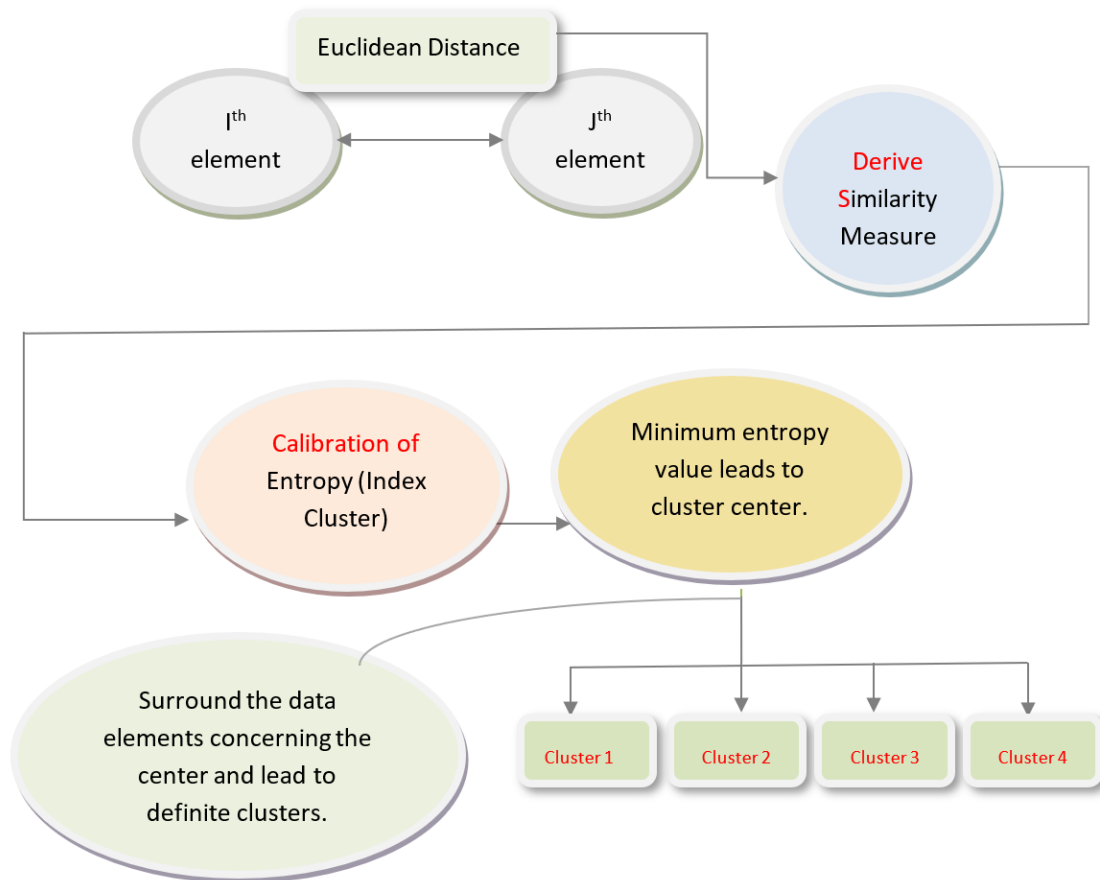 Euclidean Distance
Ith
element
Jth
element
Derive
Similarity
Measure
Calibration of
Entropy (Index
Cluster)
Minimum entropy
value leads to
cluster center.
Surround the data
elements concerning the
center and lead to
definite clusters.
Cluster 1
Cluster 2
Cluster 3
Cluster 4